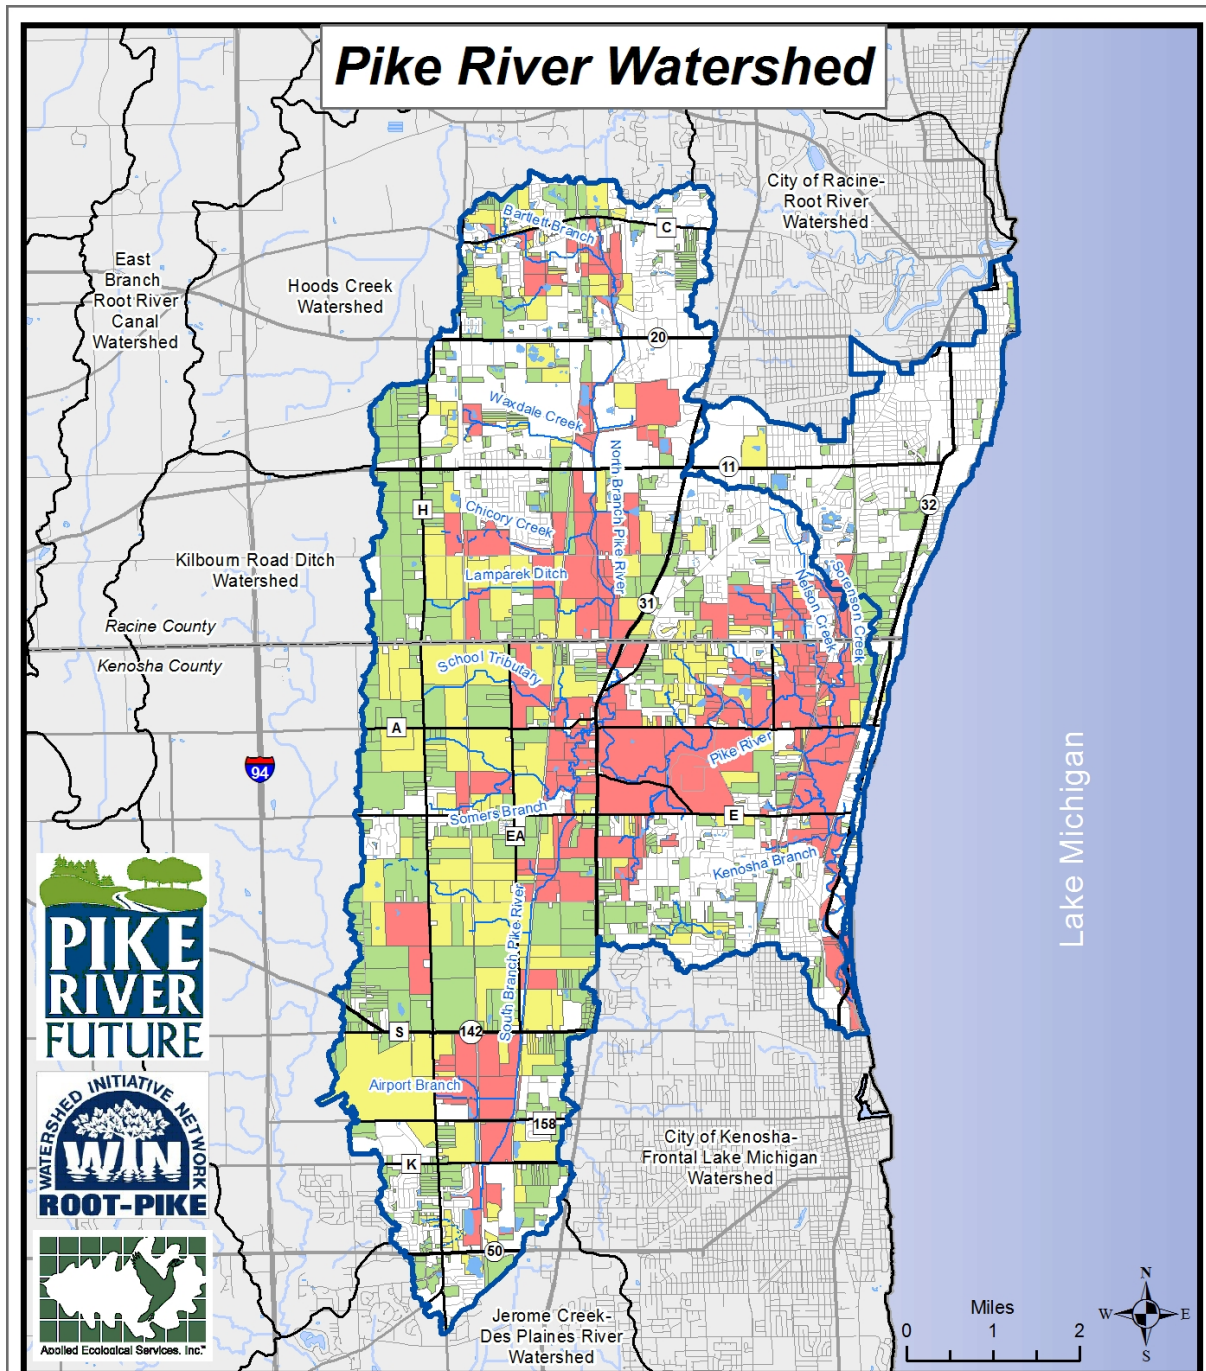 Pike River Watershed
City of Racine-
Root River
Watershed
East
Branch
Root River
Canal
Watershed
Hoods Creek
Watershed
Bartlett Branch
C
20
Waxdale Creek
North Branch Pike River
11
32
H
Chicory Creek
Kilbourn Road Ditch
Watershed
Lamparek Ditch
31
Nelson Creek
Sorenson Creek
Racine County
Kenosha County
School Tributary
A
Pike River
94
Somers Branch
EA
E
Kenosha Branch
Lake Michigan
South Branch Pike River
PIKE
RIVER
FUTURE
S
142
Airport Branch
158
K
City of Kenosha-
Frontal Lake Michigan
Watershed
WATERSHED INITIATIVE NETWORK
WIN
ROOT-PIKE
50
Applied Ecological Services, Inc.™
Jerome Creek-
Des Plaines River
Watershed
Miles
0 1 2
N
W E
S